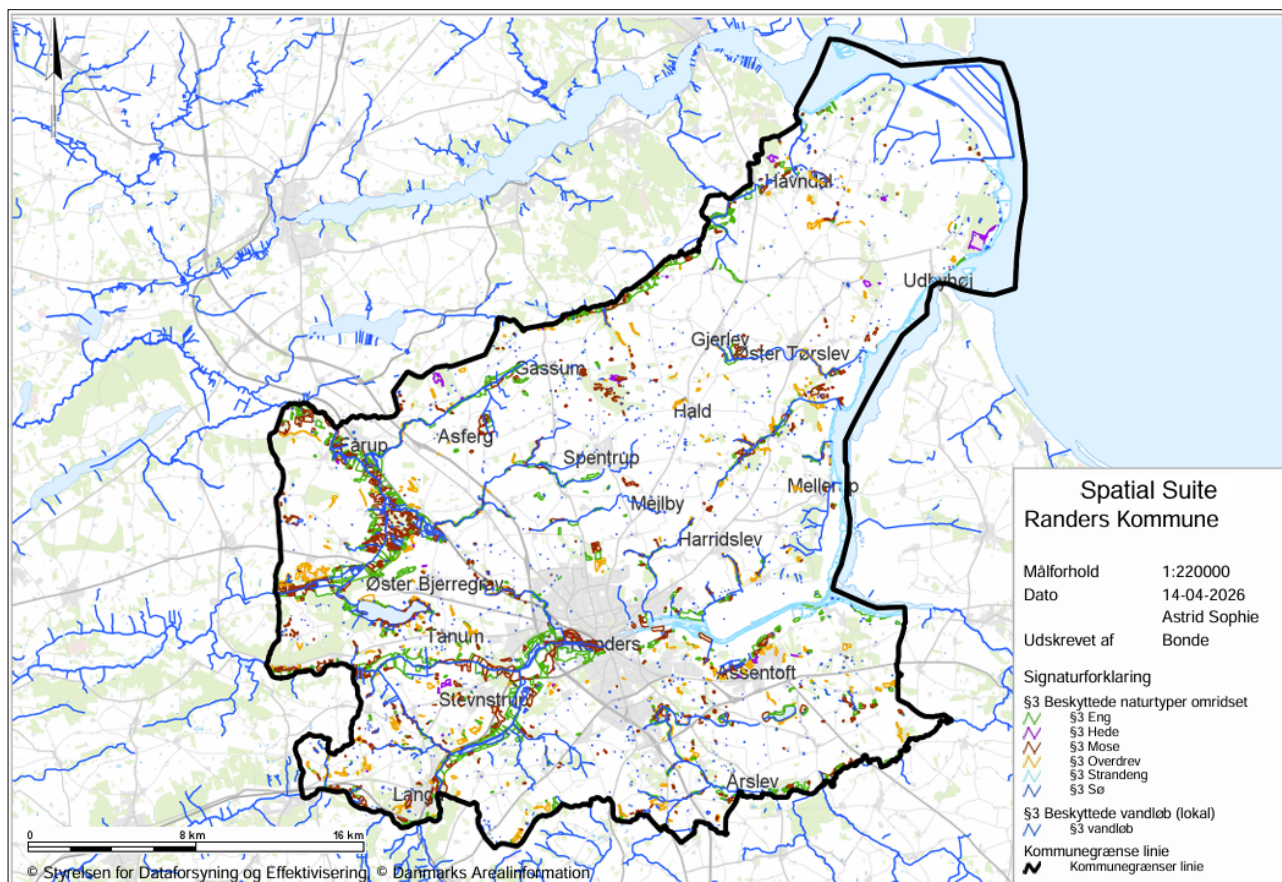 Havndal
Udbyhøj
Gjerlev
Øster Tørslev
Gassum
Hald
Asferg
Fårup
Spentrup
Mellerup
Mejlby
Harridslev
Øster Bjerregrav
Tånum
Randers
Assentoft
Stevnstrup
Årslev
Lang
Spatial Suite
Randers Kommune
Målforhold 1:220000
Dato 14-04-2026
Astrid Sophie
Udskrevet af Bonde
Signaturforklaring
§3 Beskyttede naturtyper omridset
§3 Eng
§3 Hede
§3 Mose
§3 Overdrev
§3 Strandeng
§3 Sø
§3 Beskyttede vandløb (lokal)
§3 vandløb
Kommunegrænse linie
Kommunegrænser linie
0 8 km 16 km
© Styrelsen for Dataforsyning og Effektivisering, © Danmarks Arealinformation